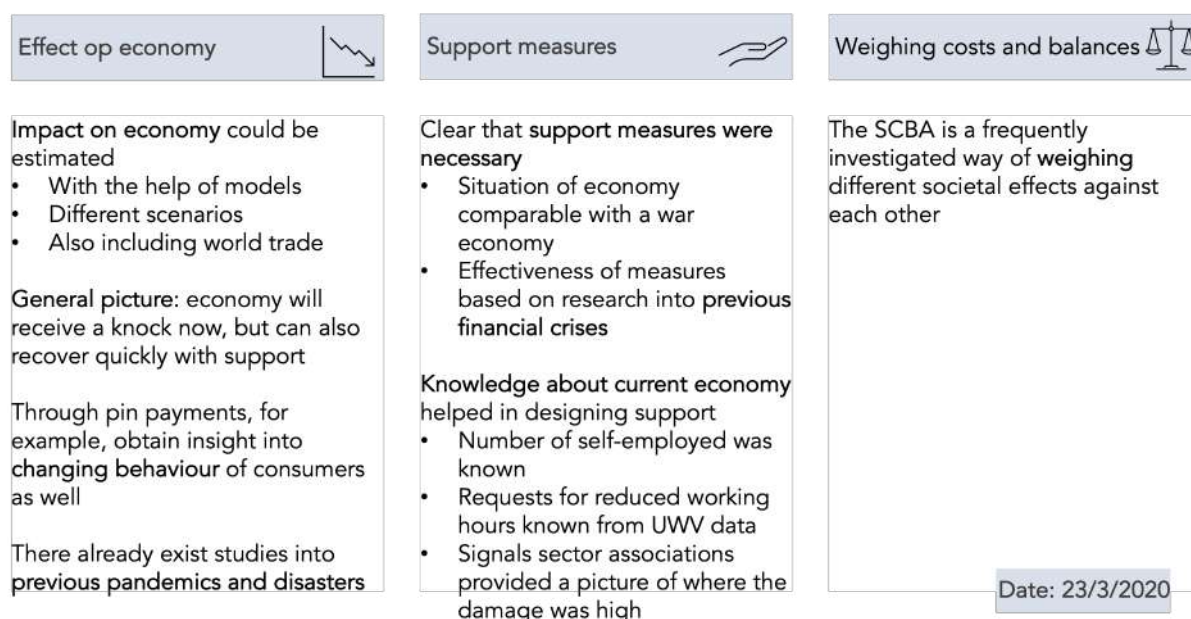 Effect op economy
Impact on economy could be
estimated
• With the help of models
• Different scenarios
• Also including world trade
General picture: economy will
receive a knock now, but can also
recover quickly with support
Through pin payments, for
example, obtain insight into
changing behaviour of consumers
as well
There already exist studies into
previous pandemics and disasters
Support measures
Clear that support measures were
necessary
• Situation of economy
comparable with a war
economy
• Effectiveness of measures
based on research into previous
financial crises
Knowledge about current economy
helped in designing support
• Number of self-employed was
known
• Requests for reduced working
hours known from UWV data
• Signals sector associations
provided a picture of where the
damage was high
Weighing costs and balances
The SCBA is a frequently
investigated way of weighing
different societal effects against
each other
Date: 23/3/2020